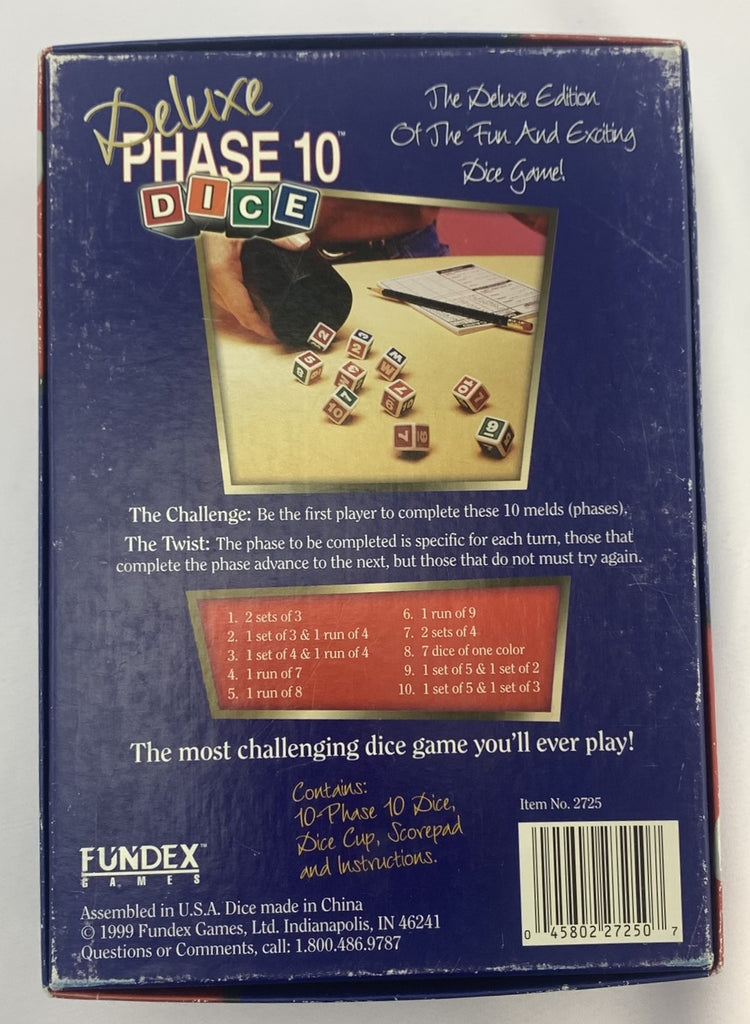 Deluxe
PHASE 10™
DICE
The Deluxe Edition
Of The Fun And Exciting
Dice Game!
The Challenge: Be the first player to complete these 10 melds (phases).
The Twist: The phase to be completed is specific for each turn, those that
complete the phase advance to the next, but those that do not must try again.
1. 2 sets of 3
2. 1 set of 3 & 1 run of 4
3. 1 set of 4 & 1 run of 4
4. 1 run of 7
5. 1 run of 8
6. 1 run of 9
7. 2 sets of 4
8. 7 dice of one color
9. 1 set of 5 & 1 set of 2
10. 1 set of 5 & 1 set of 3
The most challenging dice game you'll ever play!
Contains:
10-Phase 10 Dice,
Dice Cup, Scorepad
and Instructions.
Item No. 2725
FUNDEX™
GAMES
Assembled in U.S.A. Dice made in China
© 1999 Fundex Games, Ltd. Indianapolis, IN 46241
Questions or Comments, call: 1.800.486.9787
0 45802 27250 7